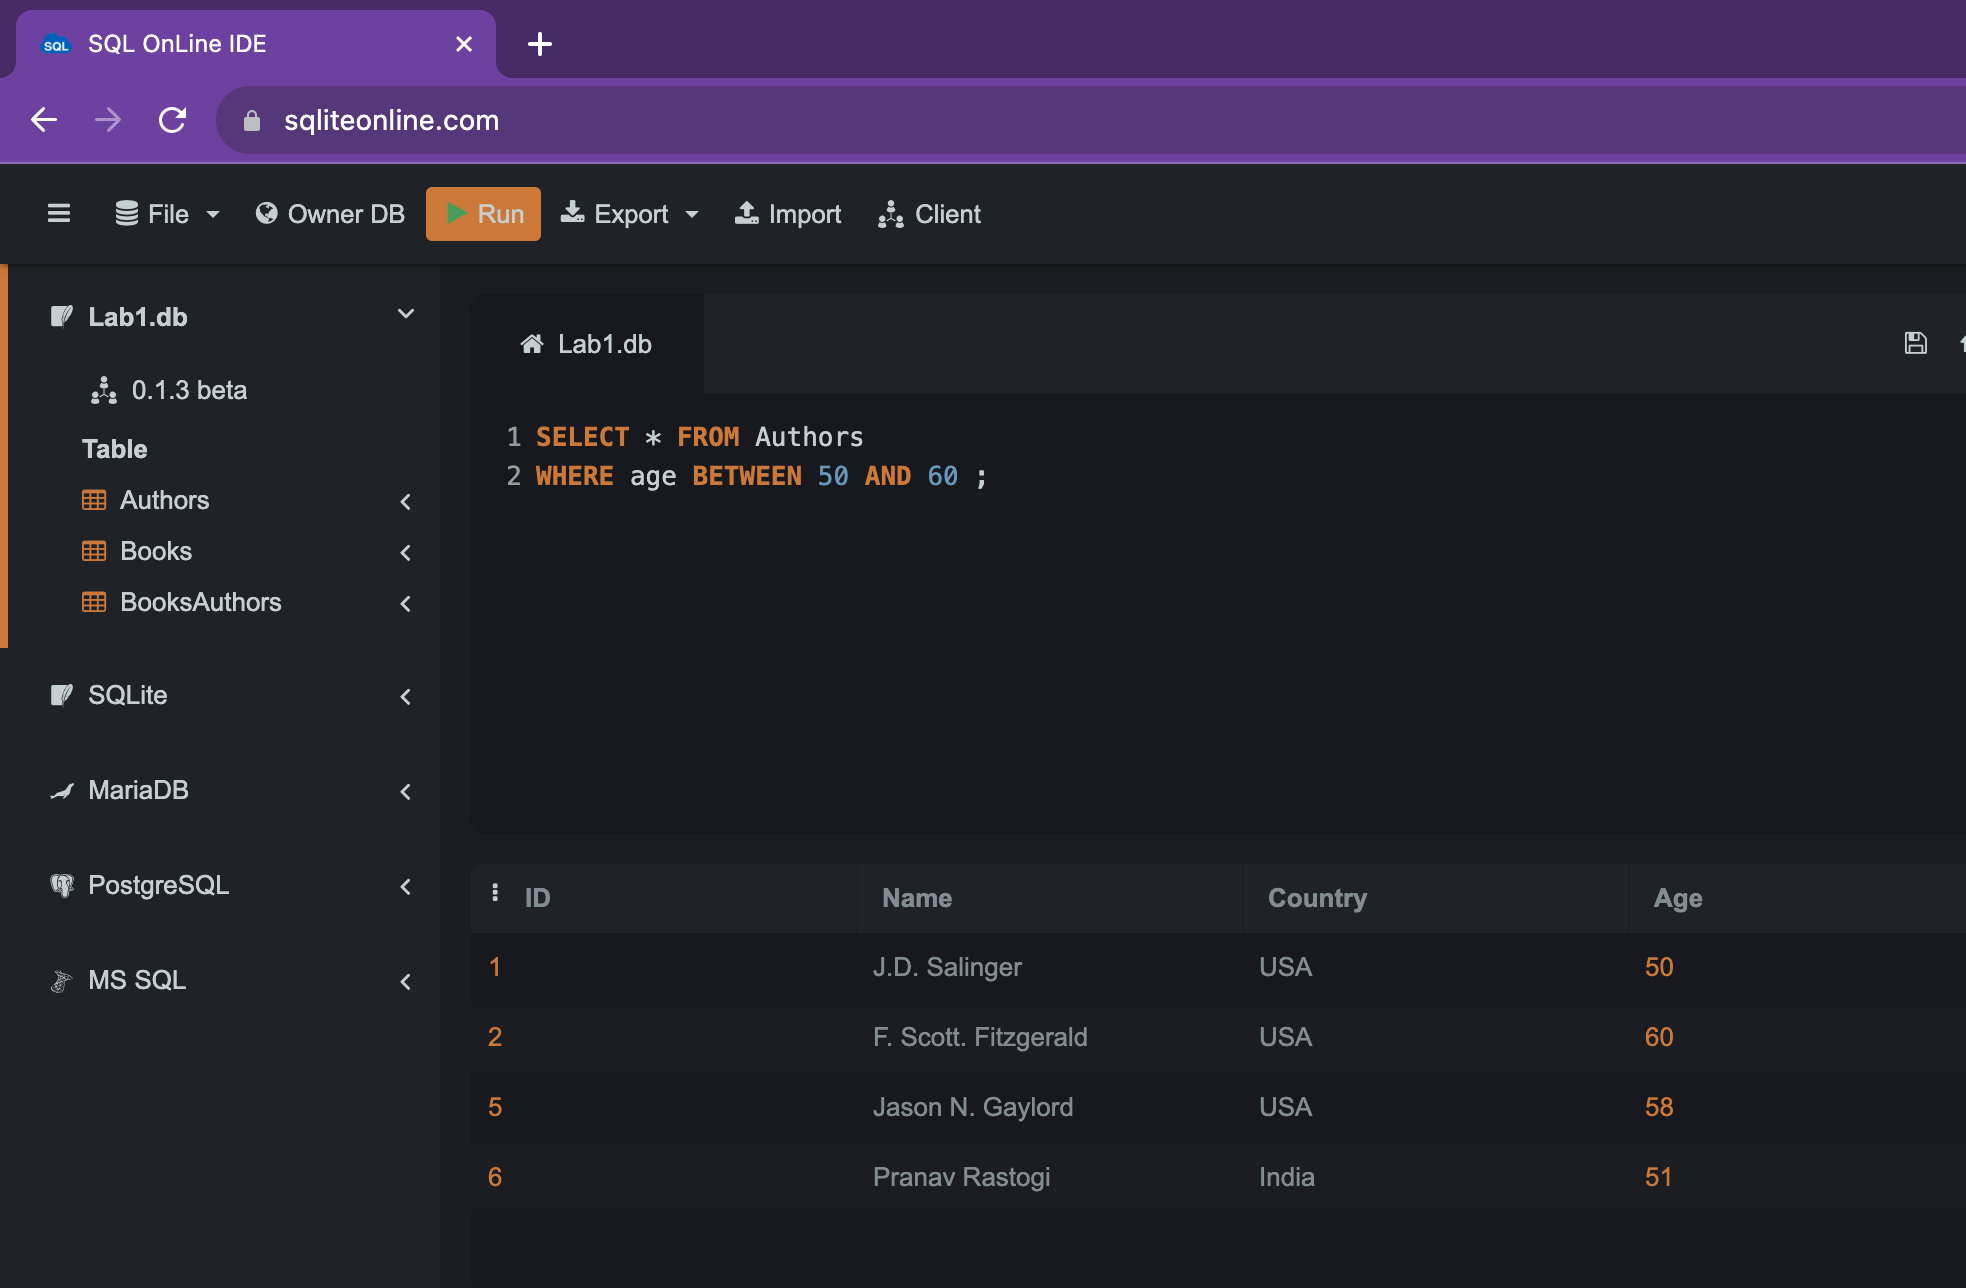 SQL SQL OnLine IDE
sqliteonline.com
File Owner DB Run Export Import Client
Lab1.db
0.1.3 beta
Table
Authors
Books
BooksAuthors
SQLite
MariaDB
PostgreSQL
MS SQL
Lab1.db
1 SELECT * FROM Authors
2 WHERE age BETWEEN 50 AND 60 ;
ID Name Country Age
1 J.D. Salinger USA 50
2 F. Scott. Fitzgerald USA 60
5 Jason N. Gaylord USA 58
6 Pranav Rastogi India 51